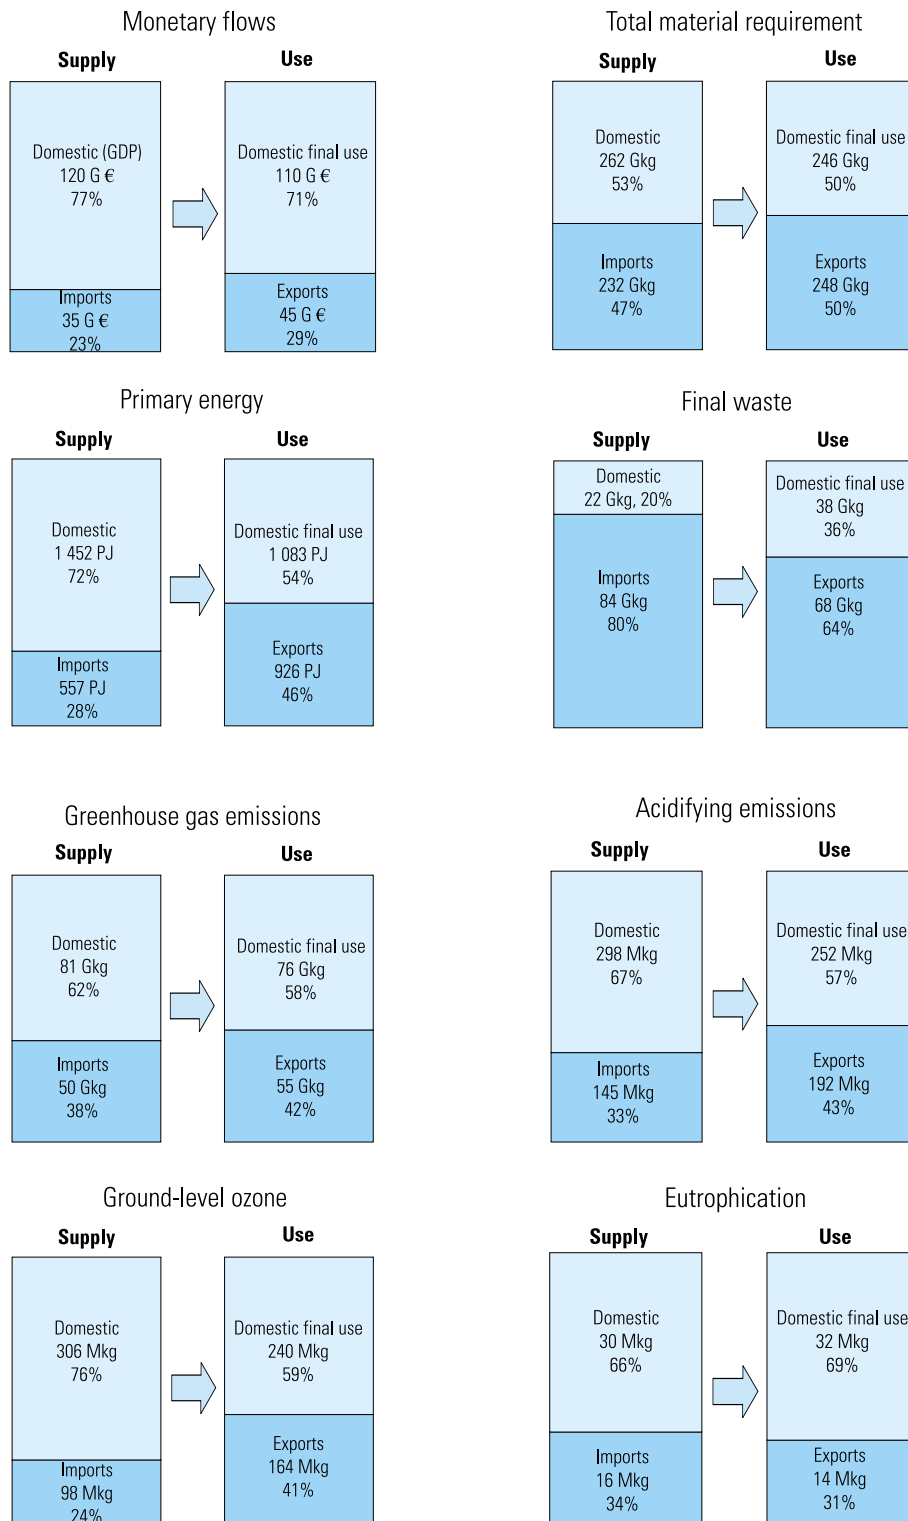 Monetary flows
Supply
Use
Domestic (GDP)
120 G €
77%
Imports
35 G €
23%
Domestic final use
110 G €
71%
Exports
45 G €
29%
Total material requirement
Supply
Use
Domestic
262 Gkg
53%
Imports
232 Gkg
47%
Domestic final use
246 Gkg
50%
Exports
248 Gkg
50%
Primary energy
Supply
Use
Domestic
1 452 PJ
72%
Imports
557 PJ
28%
Domestic final use
1 083 PJ
54%
Exports
926 PJ
46%
Final waste
Supply
Use
Domestic
22 Gkg, 20%
Imports
84 Gkg
80%
Domestic final use
38 Gkg
36%
Exports
68 Gkg
64%
Greenhouse gas emissions
Supply
Use
Domestic
81 Gkg
62%
Imports
50 Gkg
38%
Domestic final use
76 Gkg
58%
Exports
55 Gkg
42%
Acidifying emissions
Supply
Use
Domestic
298 Mkg
67%
Imports
145 Mkg
33%
Domestic final use
252 Mkg
57%
Exports
192 Mkg
43%
Ground-level ozone
Supply
Use
Domestic
306 Mkg
76%
Imports
98 Mkg
24%
Domestic final use
240 Mkg
59%
Exports
164 Mkg
41%
Eutrophication
Supply
Use
Domestic
30 Mkg
66%
Imports
16 Mkg
34%
Domestic final use
32 Mkg
69%
Exports
14 Mkg
31%